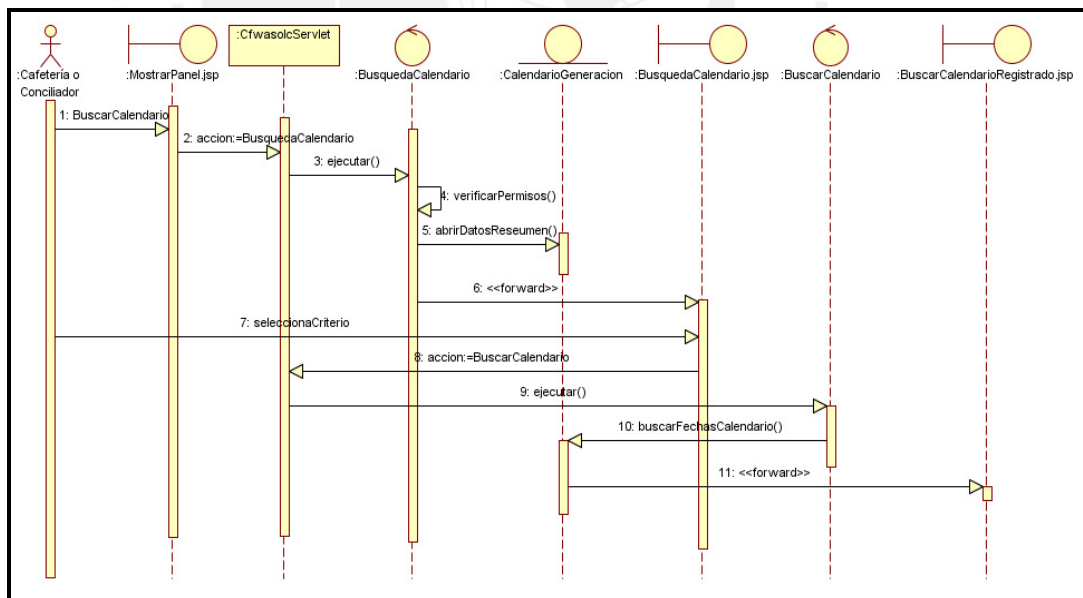 :CfwasolcServlet
:Cafetería o
Conciliador
:MostrarPanel.jsp
:BusquedaCalendario
:CalendarioGeneracion
:BusquedaCalendario.jsp
:BuscarCalendario
:BuscarCalendarioRegistrado.jsp
1: BuscarCalendario
2: accion:=BusquedaCalendario
3: ejecutar()
4: verificarPermisos()
5: abrirDatosReseumen()
6: <<forward>>
7: seleccionaCriterio
8: accion:=BuscarCalendario
9: ejecutar()
10: buscarFechasCalendario()
11: <<forward>>